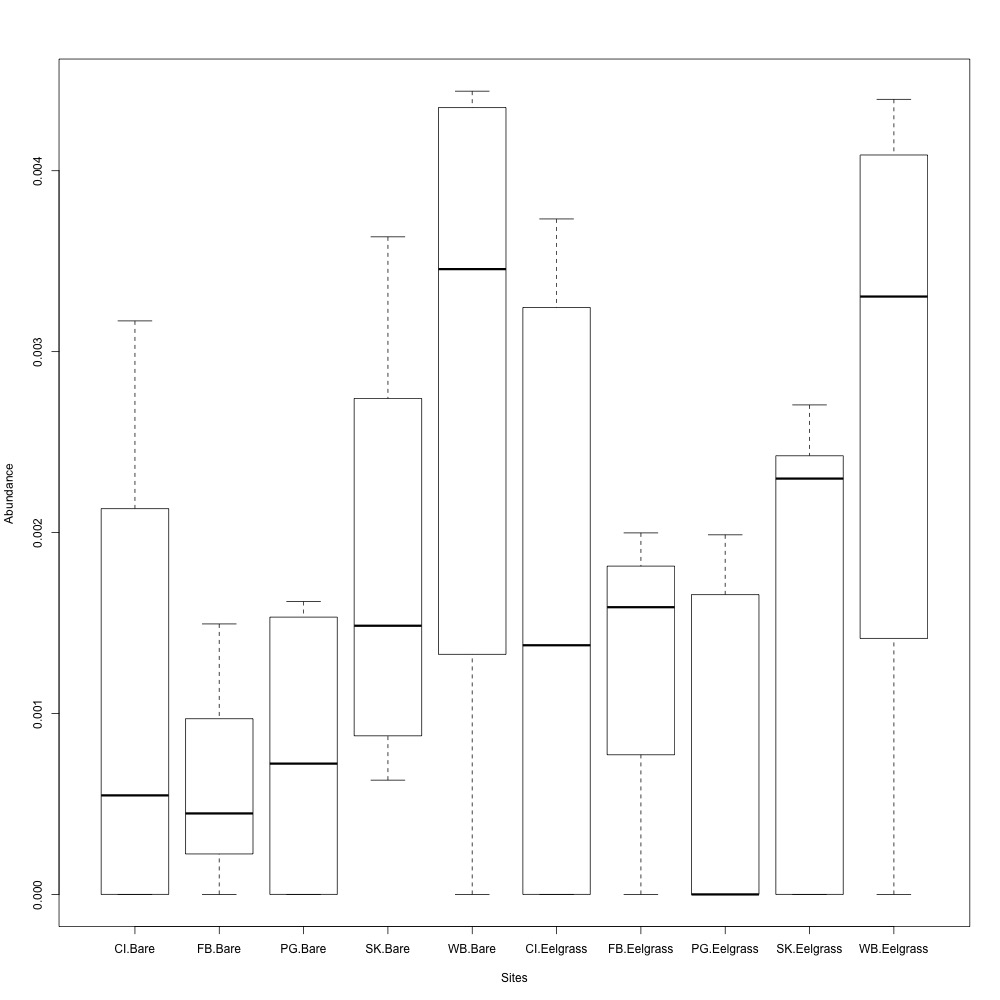 Abundance
0.004
0.003
0.002
0.001
0.000
CI.Bare FB.Bare PG.Bare SK.Bare WB.Bare CI.Eelgrass FB.Eelgrass PG.Eelgrass SK.Eelgrass WB.Eelgrass
Sites